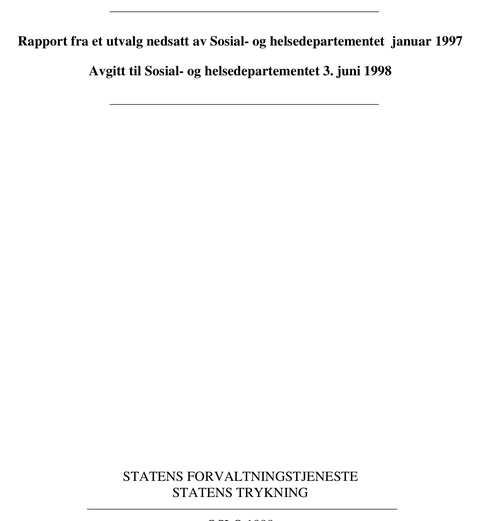 Rapport fra et utvalg nedsatt av Sosial- og helsedepartementet januar 1997
Avgitt til Sosial- og helsedepartementet 3. juni 1998
STATENS FORVALTNINGSTJENESTE
STATENS TRYKNING